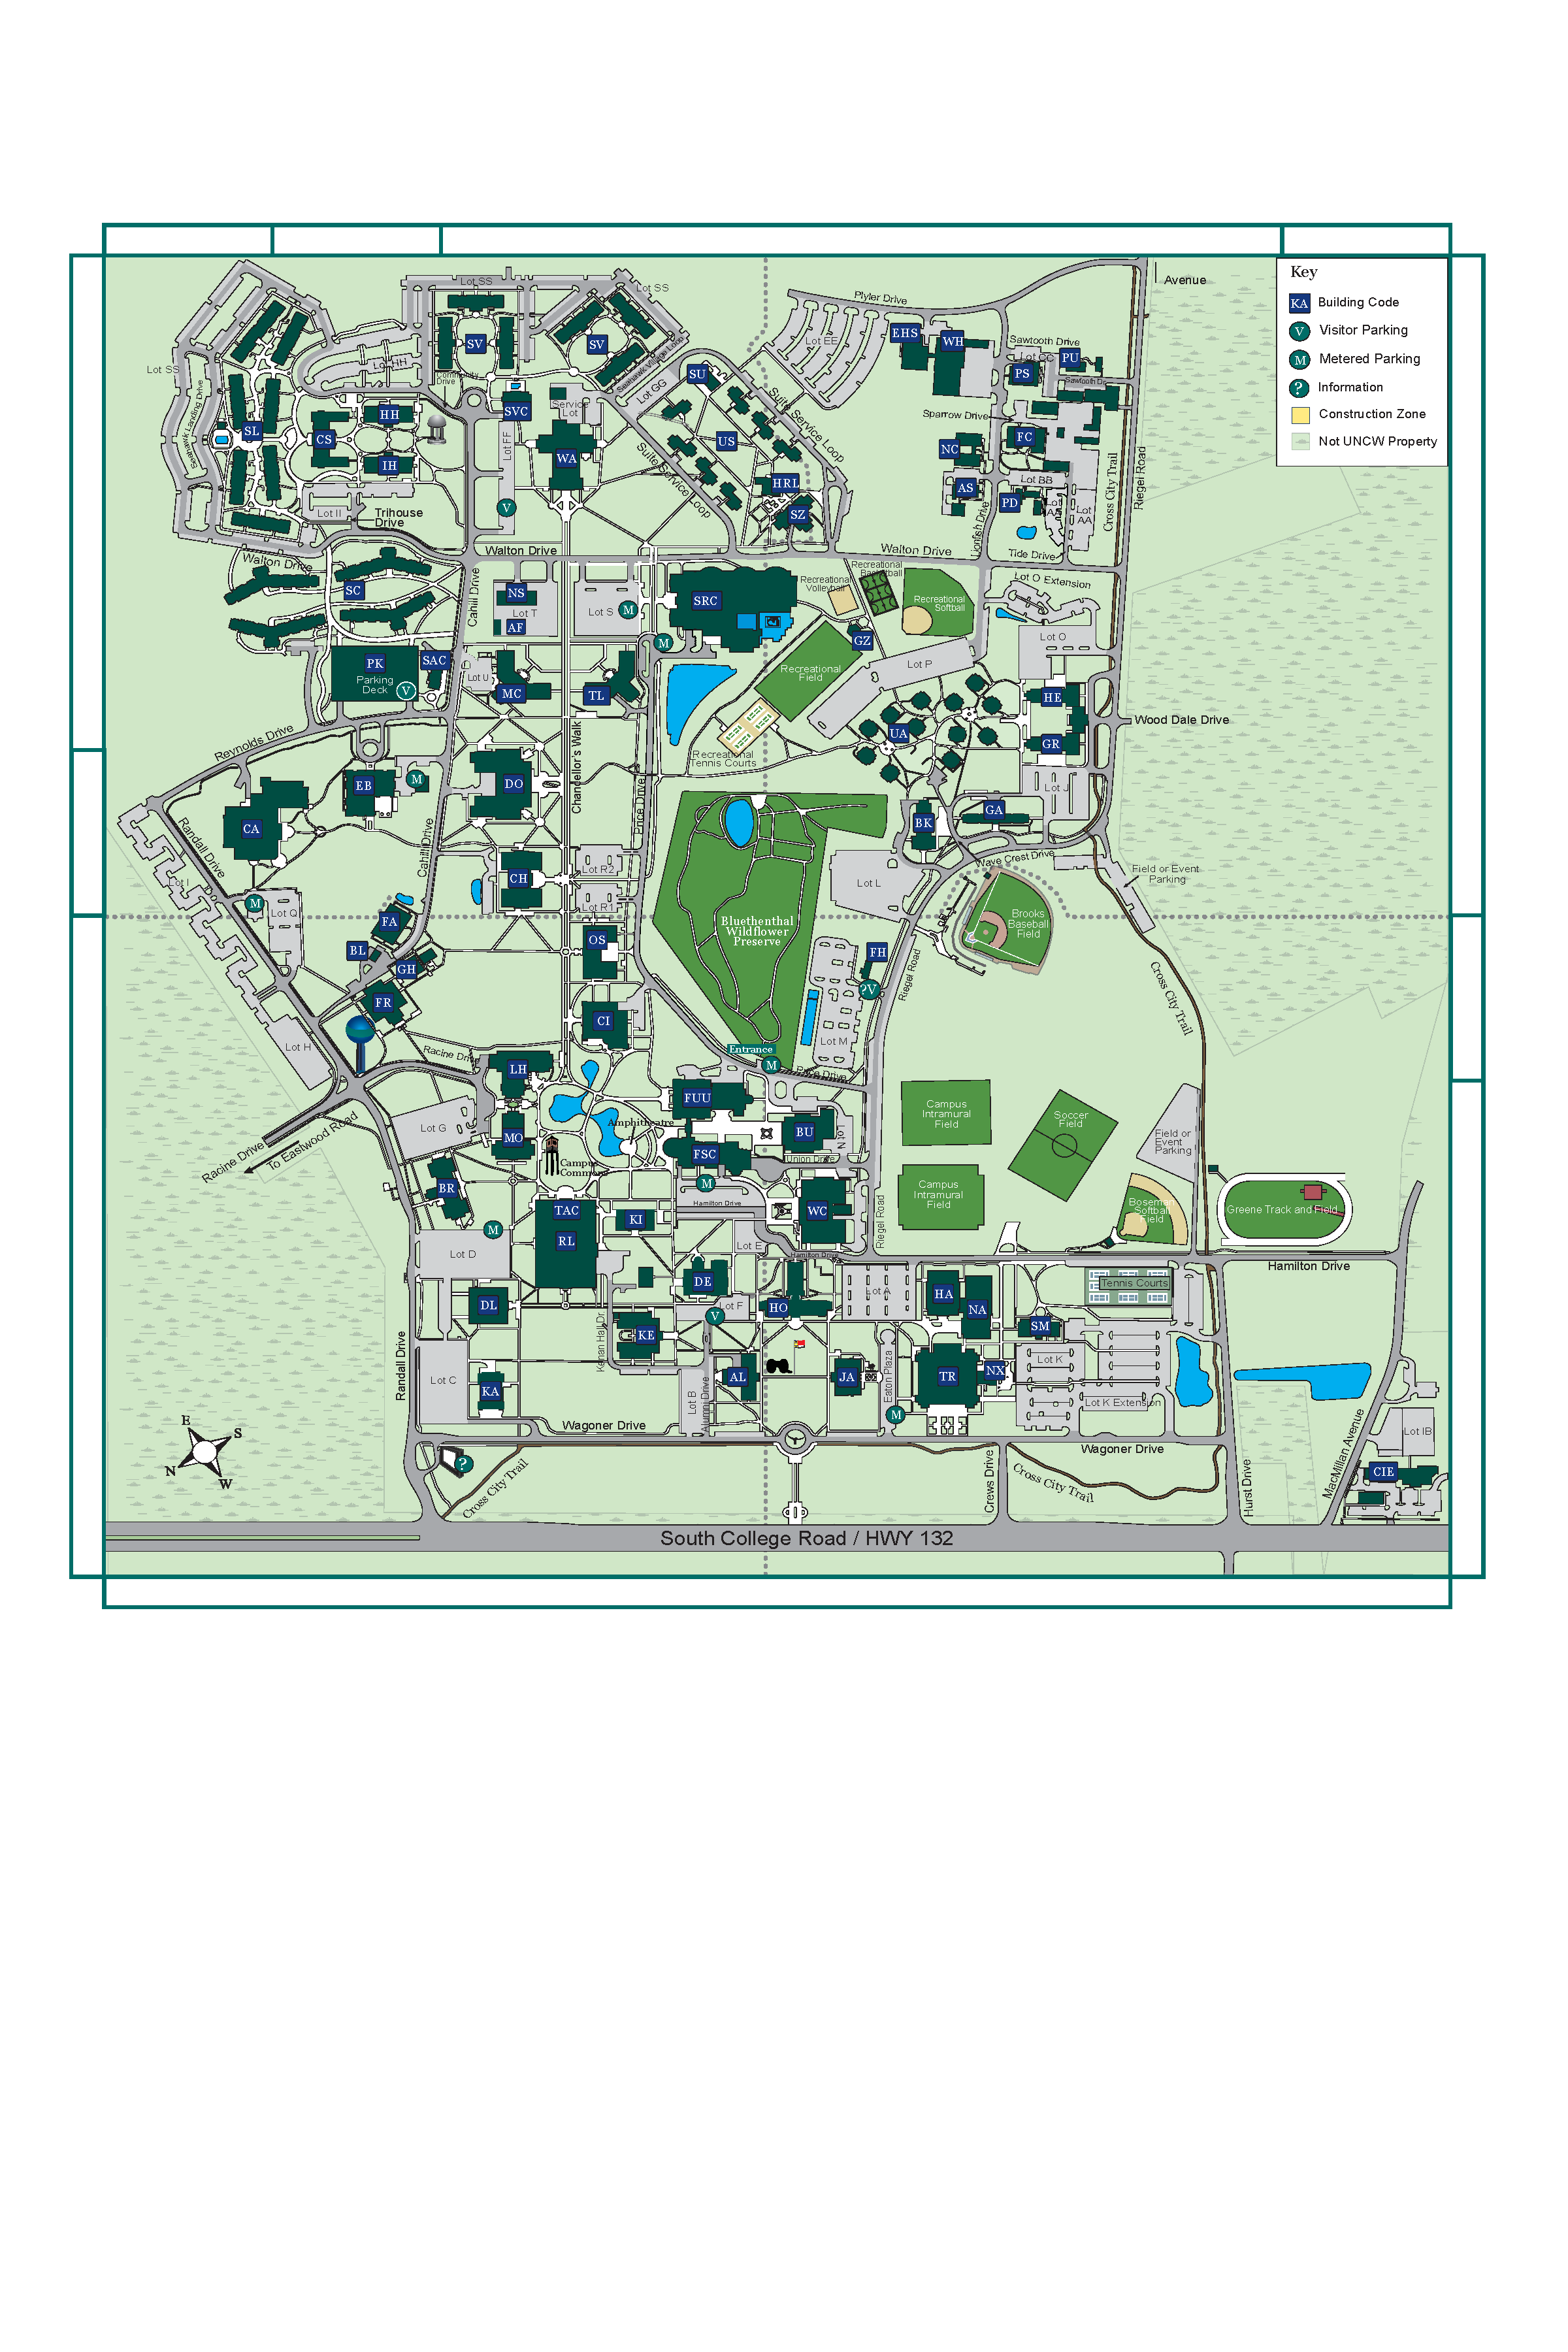 Avenue
Key
KA Building Code
V Visitor Parking
M Metered Parking
? Information
Construction Zone
Not UNCW Property
Lot SS
Lot SS
Plyler Drive
EHS
WH
Lot EE
Sawtooth Drive
Lot CC
PU
PS
Sawtooth Dr
SV
SV
Lot SS
Lot HH
Community
Drive
Seahawk Village Loop
Lot GG
SU
Suite Service Loop
Seahawk Landing Drive
HH
SVC
Service
Lot
Sparrow Drive
FC
SL
CS
Lot FF
WA
US
NC
IH
Suite Service Loop
HRL
AS
Lot BB
Cross City Trail
Riegel Road
Lot II
Trihouse
Drive
V
SZ
PD
Lot
AA
Lionfish Drive
Walton Drive
Walton Drive
Walton Drive
Tide Drive
SC
Cahill Drive
NS
Lot T
AF
Lot S
M
SRC
Recreational
Volleyball
Recreational
Basketball
Recreational
Softball
Lot O Extension
Lot O
M
GZ
PK
Parking
Deck
V
SAC
Lot U
MC
TL
Recreational
Field
Lot P
HE
Wood Dale Drive
UA
GR
Reynolds Drive
Chancellor's Walk
Recreational
Tennis Courts
EB
M
DO
Price Drive
Lot J
CA
GA
BK
Randall Drive
Cahill Drive
Wave Crest Drive
CH
Lot R2
Lot L
Field or Event
Parking
Lot I
M
Lot Q
Lot R1
FA
Bluethenthal
Wildflower
Preserve
Brooks
Baseball
Field
BL
OS
FH
GH
Riegel Road
Cross City Trail
FR
?V
CI
Lot H
Lot M
Entrance
M
Racine Drive
LH
Price Drive
FUU
Campus
Intramural
Field
Soccer
Field
Lot G
Amphitheatre
BU
Lot N
MO
Racine Drive
To Eastwood Road
Campus
Commons
FSC
Union Drive
Field or
Event
Parking
BR
M
Hamilton Drive
Campus
Intramural
Field
TAC
KI
WC
Riegel Road
Boseman
Softball
Field
Greene Track and Field
M
RL
Lot E
Lot D
Hamilton Drive
Hamilton Drive
DE
Lot A
HA
Tennis Courts
DL
Lot F
HO
NA
V
Kenan Hall Dr.
KE
SM
Randall Drive
Lot K
Lot C
AL
JA
Eaton Plaza
TR
NX
KA
Lot B
Alumni Drive
Lot K Extension
M
Wagoner Drive
Wagoner Drive
MacMillan Avenue
Lot IB
E
S
N
W
?
Cross City Trail
Crews Drive
Cross City Trail
Hurst Drive
CIE
South College Road / HWY 132